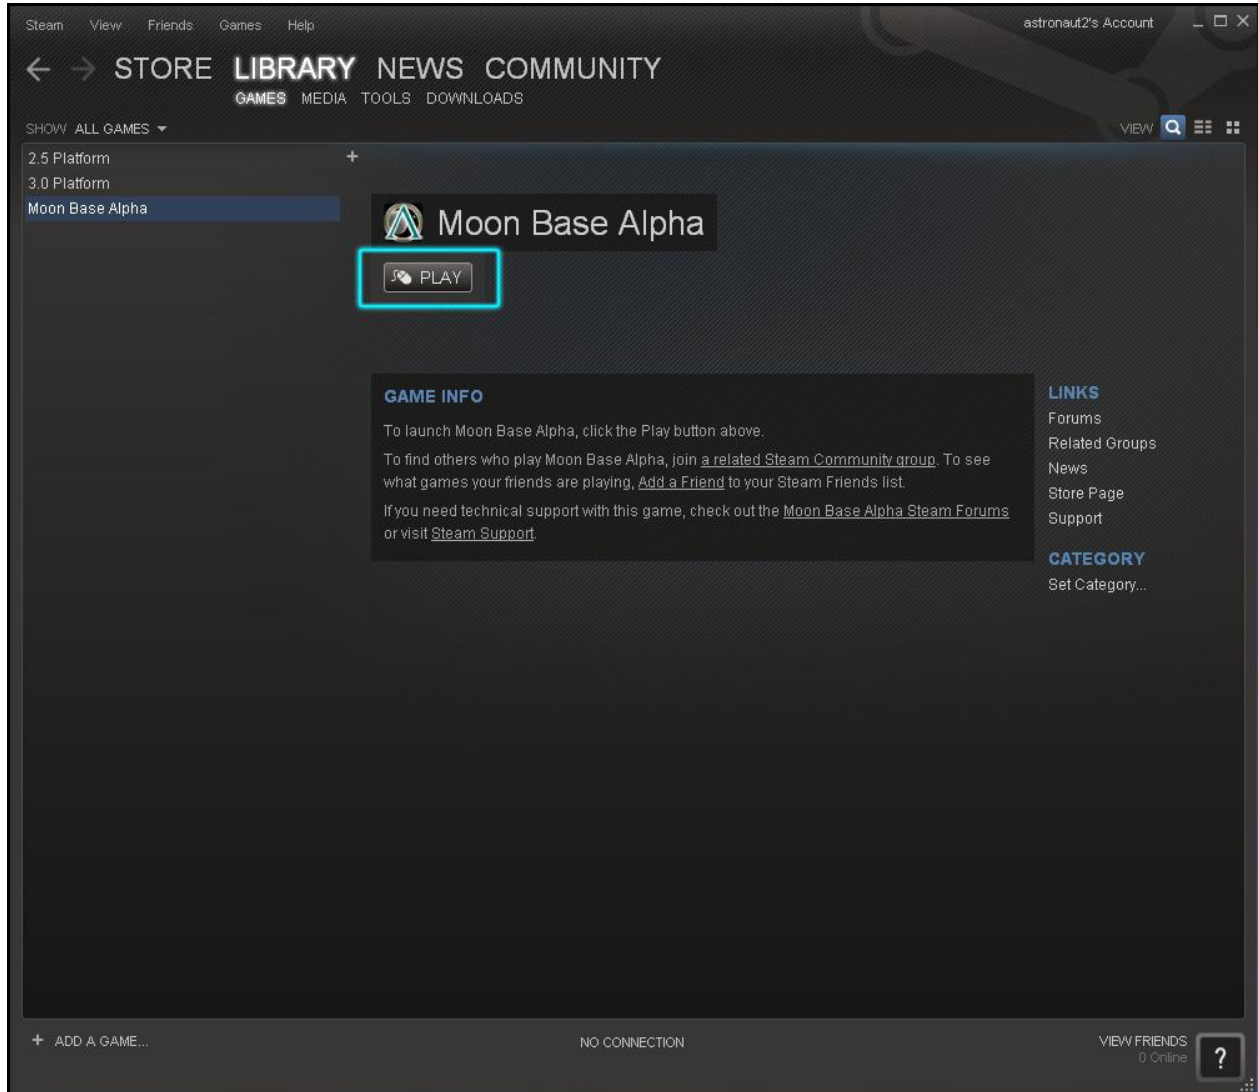 Steam View Friends Games Help astronaut2's Account
STORE LIBRARY NEWS COMMUNITY
GAMES MEDIA TOOLS DOWNLOADS
SHOW ALL GAMES VIEW
2.5 Platform
3.0 Platform
Moon Base Alpha
Moon Base Alpha
PLAY
GAME INFO
To launch Moon Base Alpha, click the Play button above.
To find others who play Moon Base Alpha, join a related Steam Community group. To see
what games your friends are playing, Add a Friend to your Steam Friends list.
If you need technical support with this game, check out the Moon Base Alpha Steam Forums
or visit Steam Support.
LINKS
Forums
Related Groups
News
Store Page
Support
CATEGORY
Set Category...
+ ADD A GAME...
NO CONNECTION
VIEW FRIENDS
0 Online
?